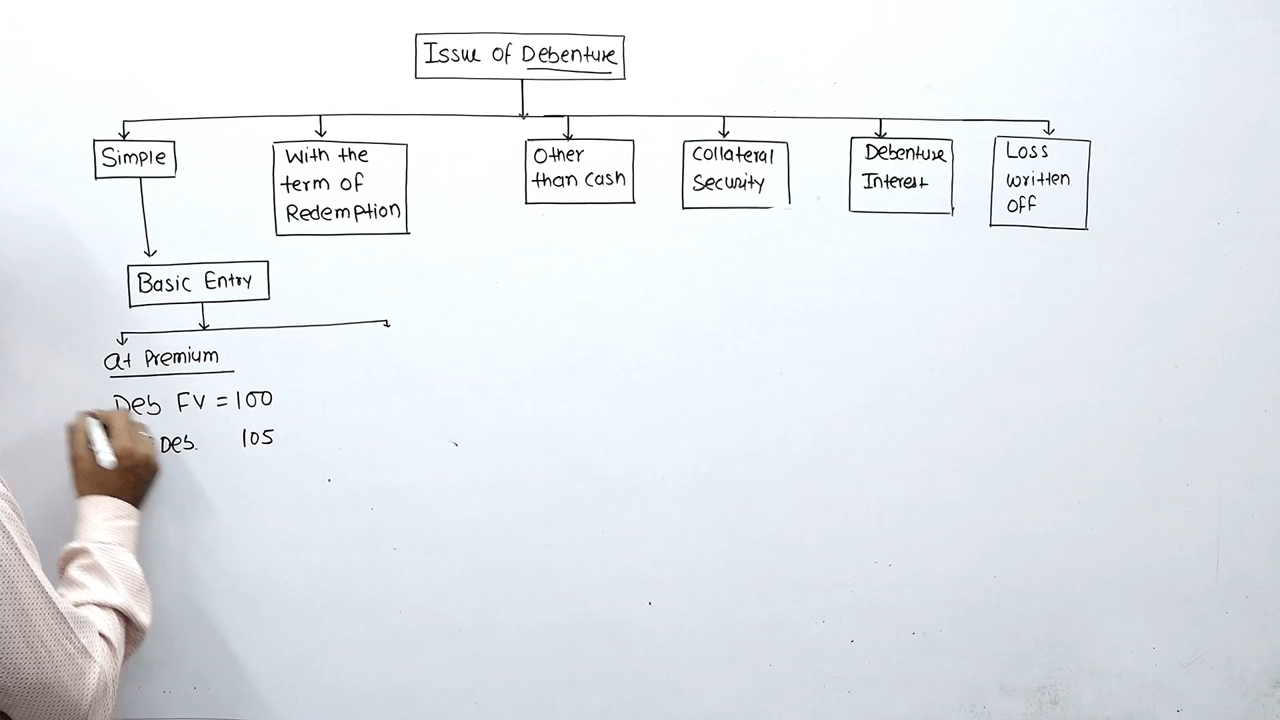 Issue of Debenture
Simple
With the
term of
Redemption
Other
than cash
Collateral
Security
Debenture
Interest
Loss
written
off
Basic Entry
at Premium
Deb FV = 100
Deb. 105